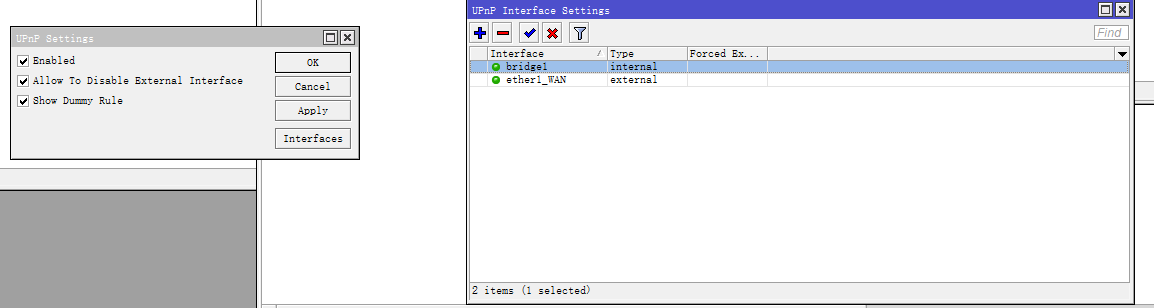 UPnP Settings
Enabled
Allow To Disable External Interface
Show Dummy Rule
OK
Cancel
Apply
Interfaces
UPnP Interface Settings
Find
Interface / Type Forced Ex...
bridge1 internal
ether1_WAN external
2 items (1 selected)